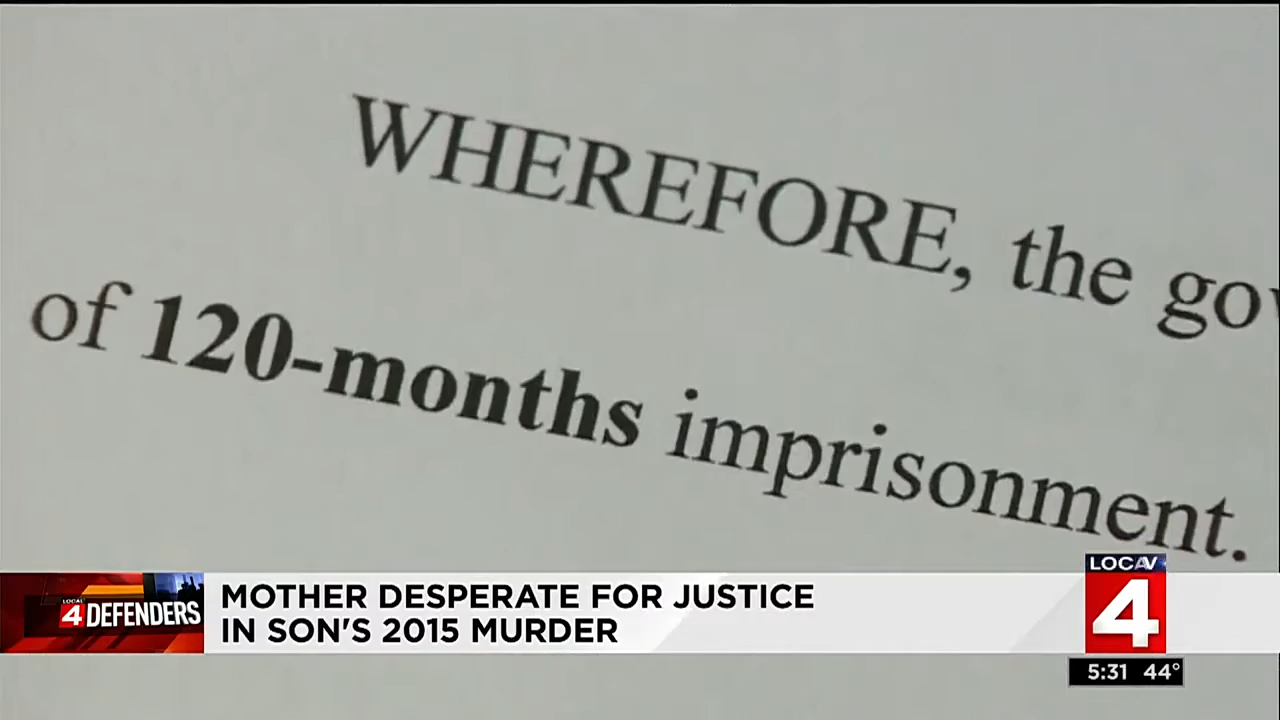 WHEREFORE, the go
of 120-months imprisonment.
LOCAL
4 DEFENDERS
MOTHER DESPERATE FOR JUSTICE
IN SON'S 2015 MURDER
LOCAL
4
5:31 44°